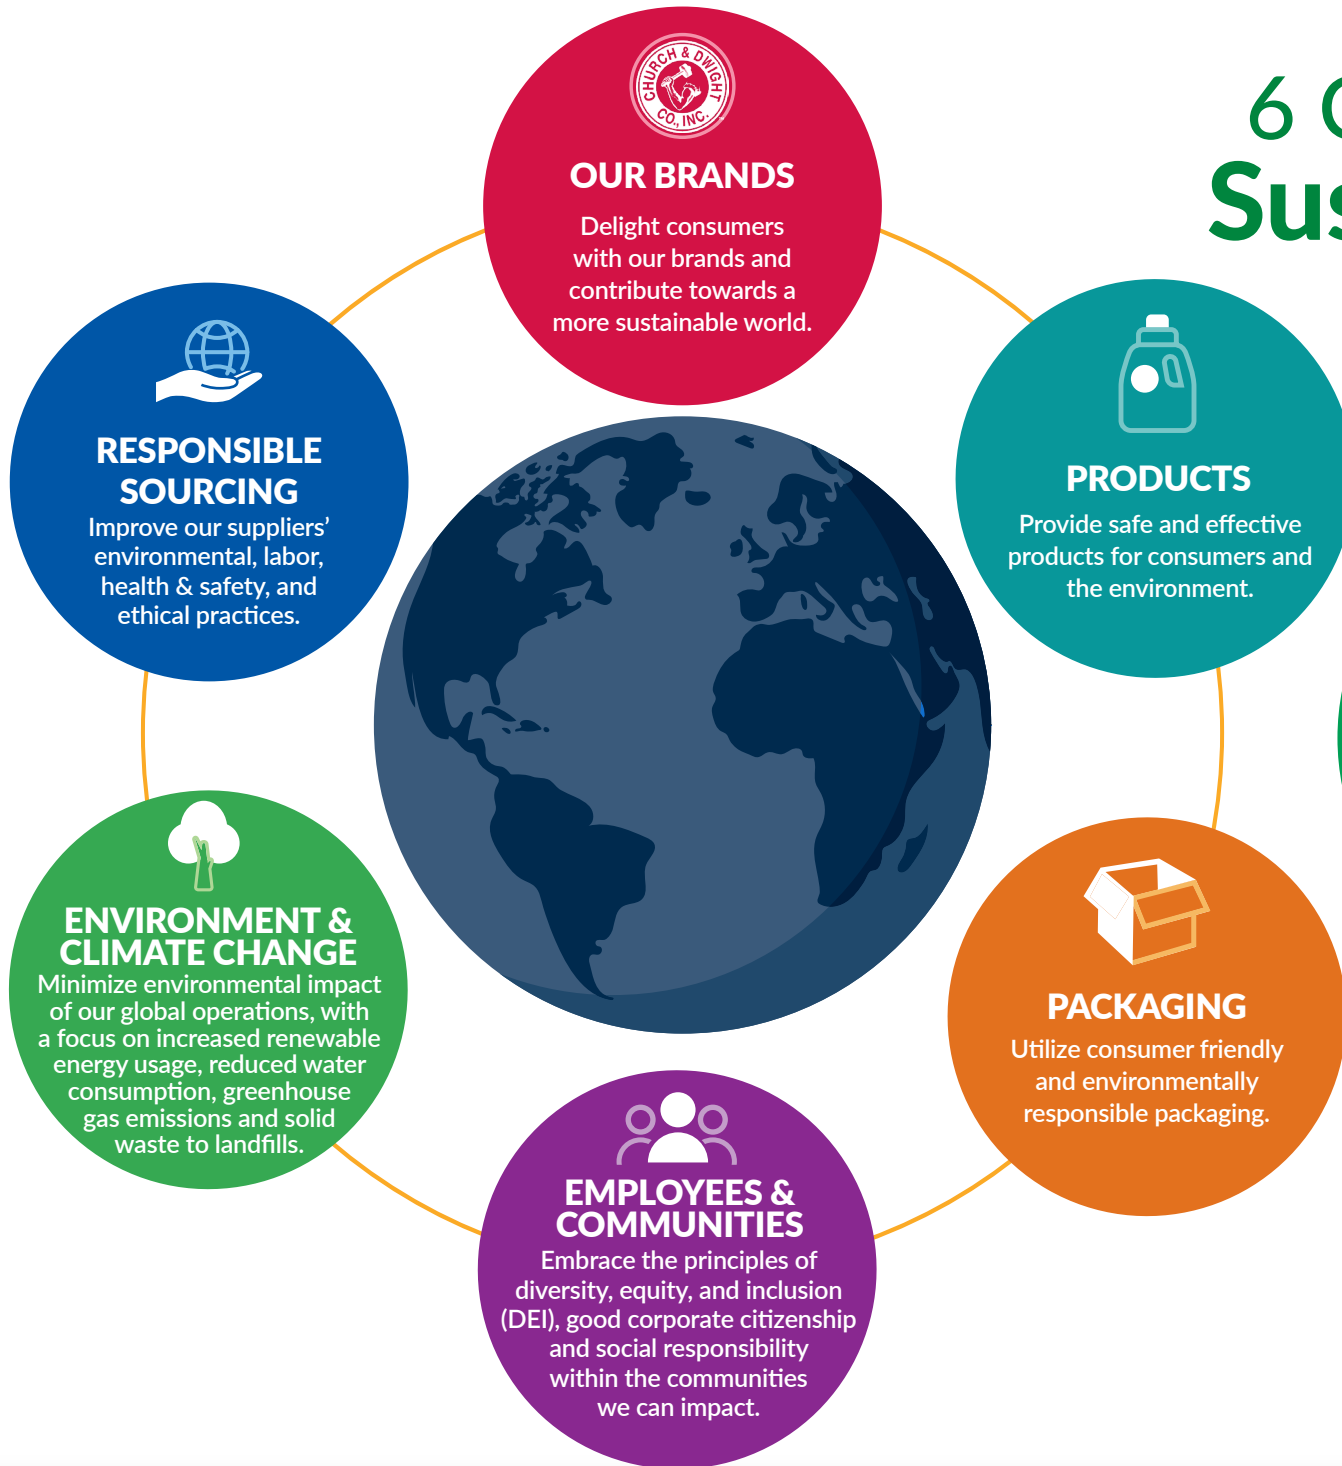 CHURCH & DWIGHT
CO., INC.
OUR BRANDS
Delight consumers
with our brands and
contribute towards a
more sustainable world.
6
Sus
PRODUCTS
Provide safe and effective
products for consumers and
the environment.
PACKAGING
Utilize consumer friendly
and environmentally
responsible packaging.
EMPLOYEES &
COMMUNITIES
Embrace the principles of
diversity, equity, and inclusion
(DEI), good corporate citizenship
and social responsibility
within the communities
we can impact.
ENVIRONMENT &
CLIMATE CHANGE
Minimize environmental impact
of our global operations, with
a focus on increased renewable
energy usage, reduced water
consumption, greenhouse
gas emissions and solid
waste to landfills.
RESPONSIBLE
SOURCING
Improve our suppliers’
environmental, labor,
health & safety, and
ethical practices.